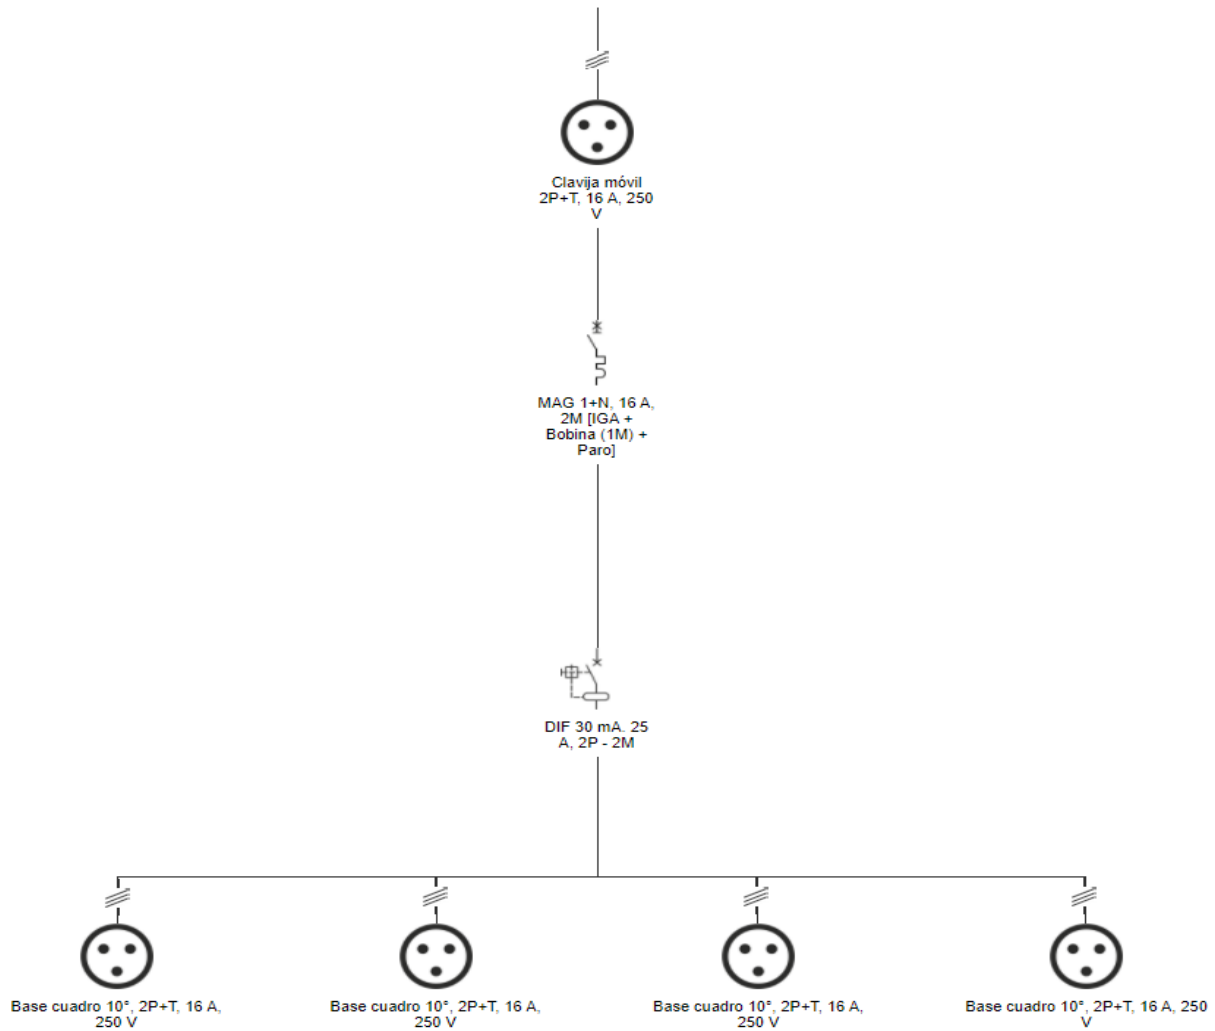 Clavija móvil
2P+T, 16 A, 250
V
MAG 1+N, 16 A,
2M [IGA +
Bobina (1M) +
Paro]
DIF 30 mA. 25
A, 2P - 2M
Base cuadro 10°, 2P+T, 16 A,
250 V
Base cuadro 10°, 2P+T, 16 A,
250 V
Base cuadro 10°, 2P+T, 16 A,
250 V
Base cuadro 10°, 2P+T, 16 A, 250
V